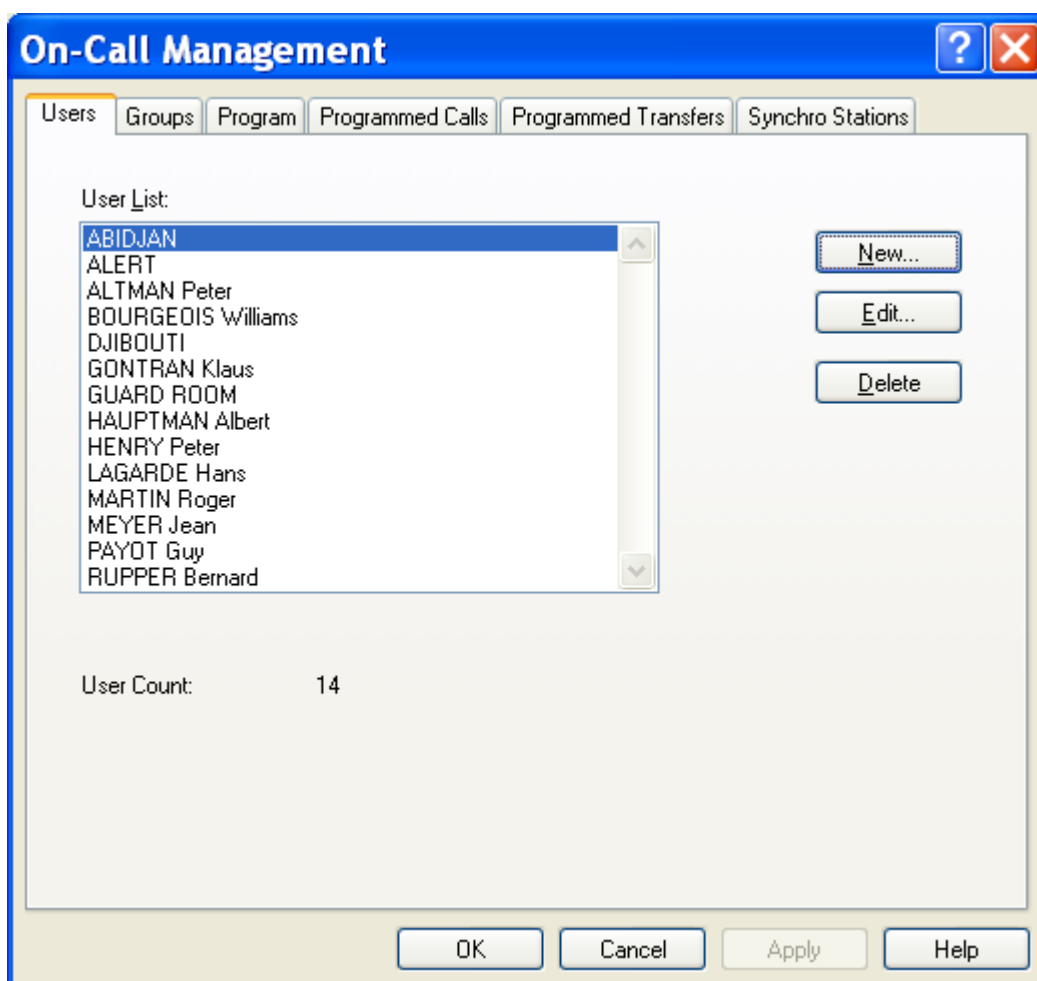 On-Call Management
Users Groups Program Programmed Calls Programmed Transfers Synchro Stations
User List:
ABIDJAN
ALERT
ALTMAN Peter
BOURGEOIS Williams
DJIBOUTI
GONTRAN Klaus
GUARD ROOM
HAUPTMAN Albert
HENRY Peter
LAGARDE Hans
MARTIN Roger
MEYER Jean
PAYOT Guy
RUPPER Bernard
New...
Edit...
Delete
User Count: 14
OK Cancel Apply Help